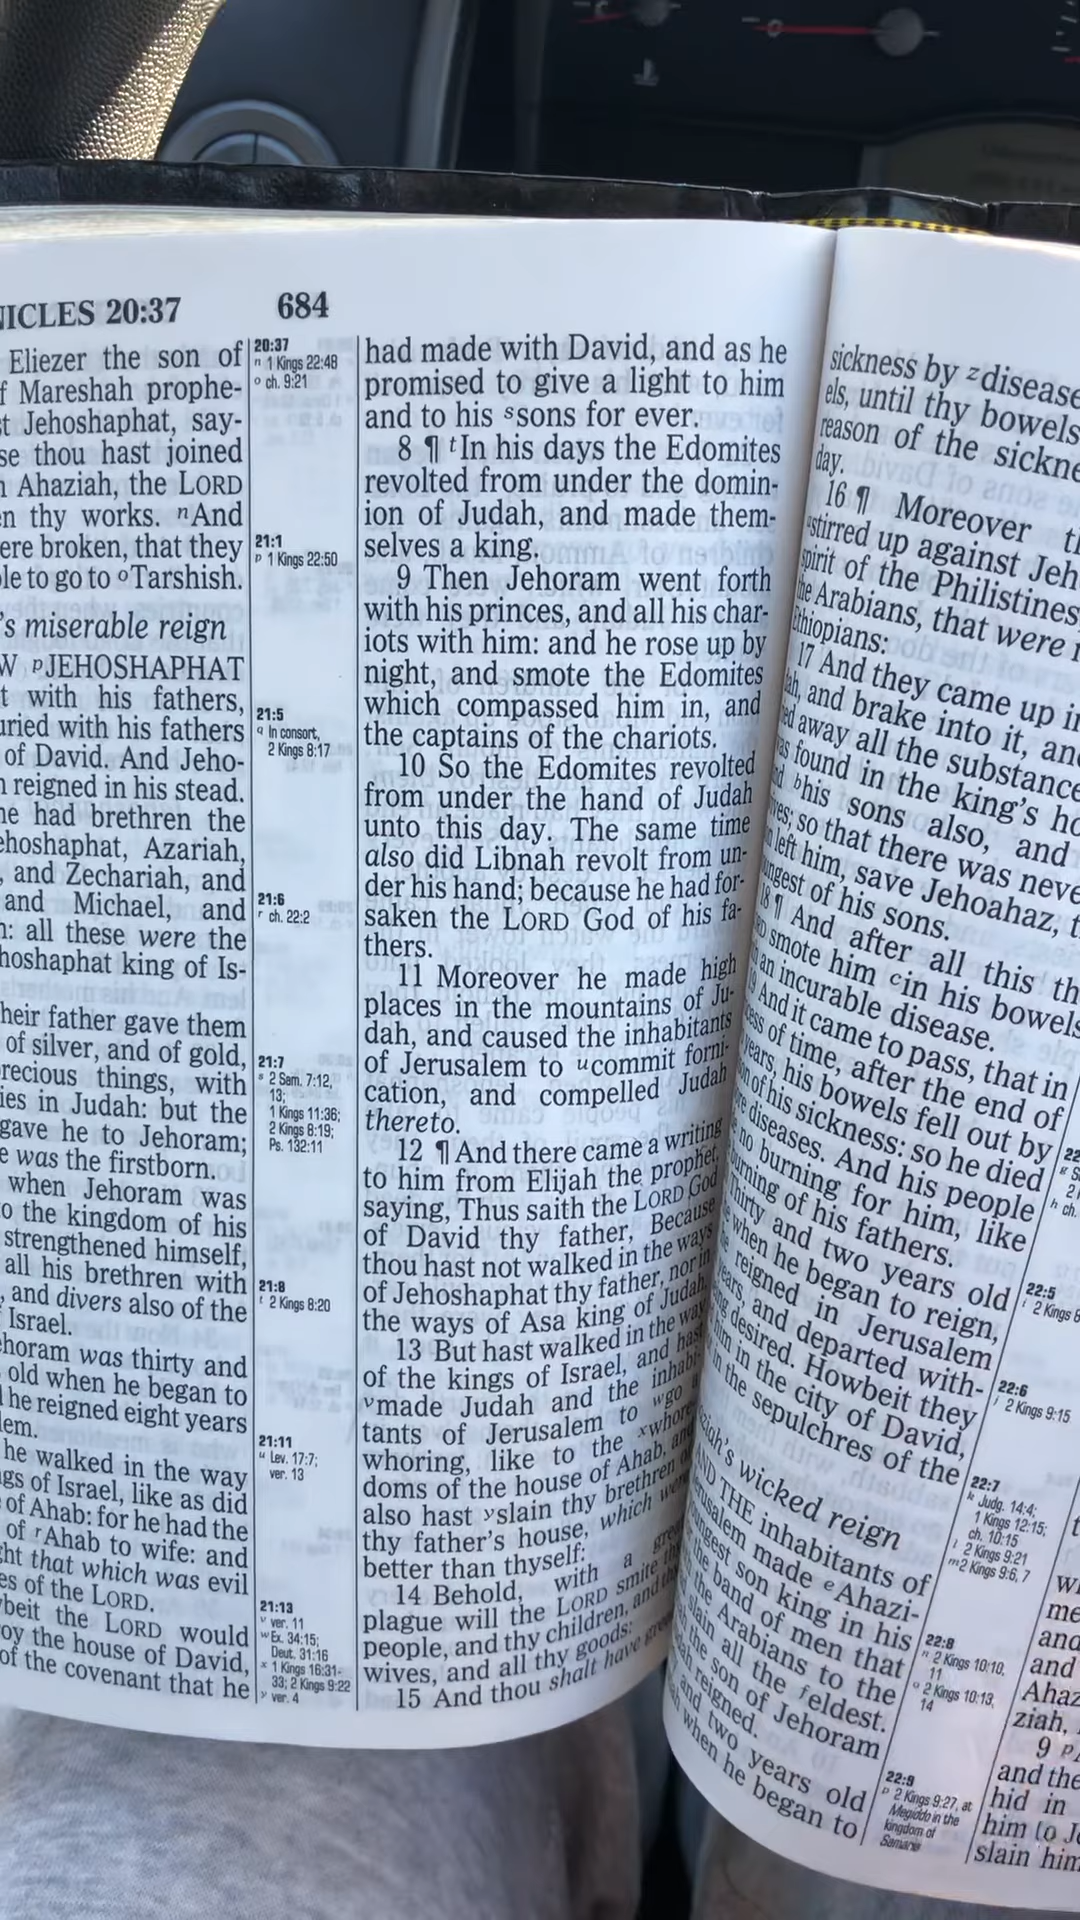 NICLES 20:37
684
Eliezer the son of
f Mareshah prophe-
st Jehoshaphat, say-
se thou hast joined
h Ahaziah, the LORD
en thy works. nAnd
ere broken, that they
le to go to oTarshish.
's miserable reign
W pJEHOSHAPHAT
t with his fathers,
uried with his fathers
of David. And Jeho-
n reigned in his stead.
he had brethren the
ehoshaphat, Azariah,
, and Zechariah, and
and Michael, and
h: all these were the
hoshaphat king of Is-
heir father gave them
of silver, and of gold,
recious things, with
ies in Judah: but the
gave he to Jehoram;
e was the firstborn.
when Jehoram was
o the kingdom of his
strengthened himself,
all his brethren with
, and divers also of the
Israel.
ehoram was thirty and
old when he began to
he reigned eight years
lem.
he walked in the way
gs of Israel, like as did
of Ahab: for he had the
of rAhab to wife: and
ght that which was evil
es of the LORD.
beit the LORD would
oy the house of David,
of the covenant that he
20:37
n 1 Kings 22:48
o ch. 9:21
21:1
p 1 Kings 22:50
21:5
q In consort,
2 Kings 8:17
21:6
r ch. 22:2
21:7
s 2 Sam. 7:12,
13;
1 Kings 11:36;
2 Kings 8:19;
Ps. 132:11
21:8
t 2 Kings 8:20
21:11
u Lev. 17:7;
ver. 13
21:13
v ver. 11
w Ex. 34:15;
Deut. 31:16
x 1 Kings 16:31-
33; 2 Kings 9:22
y ver. 4
had made with David, and as he
promised to give a light to him
and to his ssons for ever.
8 ¶ tIn his days the Edomites
revolted from under the domin-
ion of Judah, and made them-
selves a king.
9 Then Jehoram went forth
with his princes, and all his char-
iots with him: and he rose up by
night, and smote the Edomites
which compassed him in, and
the captains of the chariots.
10 So the Edomites revolted
from under the hand of Judah
unto this day. The same time
also did Libnah revolt from un-
der his hand; because he had for-
saken the LORD God of his fa-
thers.
11 Moreover he made high
places in the mountains of Ju-
dah, and caused the inhabitants
of Jerusalem to ucommit forni-
cation, and compelled Judah
thereto.
12 ¶ And there came a writing
to him from Elijah the prophet,
saying, Thus saith the LORD God
of David thy father, Because
thou hast not walked in the ways
of Jehoshaphat thy father, nor in
the ways of Asa king of Judah,
13 But hast walked in the way
of the kings of Israel, and hast
vmade Judah and the inhabi-
tants of Jerusalem to wgo a
whoring, like to the xwhore-
doms of the house of Ahab, and
also hast yslain thy brethren of
thy father's house, which were
better than thyself:
14 Behold, with a great
plague will the LORD smite thy
people, and thy children, and thy
wives, and all thy goods:
15 And thou shalt have great
sickness by zdisease
els, until thy bowels
reason of the sickne
day.
16 ¶ Moreover th
astirred up against Jeh
spirit of the Philistines
the Arabians, that were n
Ethiopians:
17 And they came up in
dah, and brake into it, and
ed away all the substance
as found in the king's ho
nd bhis sons also, and
ves; so that there was neve
n left him, save Jehoahaz, t
ungest of his sons.
18 ¶ And after all this th
smote him cin his bowels
an incurable disease.
And it came to pass, that in
cess of time, after the end of
years, his bowels fell out by
of his sickness: so he died
re diseases. And his people
no burning for him, like
burning of his fathers.
thirty and two years old
when he began to reign,
reigned in Jerusalem
years, and departed with-
desired. Howbeit they
him in the city of David,
in the sepulchres of the
ziah's wicked reign
AND THE inhabitants of
Jerusalem made eAhazi-
ngest son king in his
the band of men that
the Arabians to the
slain all the feldest.
the son of Jehoram
reigned.
and two years old
when he began to
22:5
i 2 Kings 8
22:6
j 2 Kings 9:15
22:7
k Judg. 14:4;
1 Kings 12:15;
ch. 10:15
l 2 Kings 9:21
m 2 Kings 9:6, 7
22:8
n 2 Kings 10:10,
11
o 2 Kings 10:13,
14
22:9
p 2 Kings 9:27, at
Megiddo in the
kingdom of
Samaria
me
and
and
Ahaz
ziah,
9 p
and the
hid in
him to Je
slain him